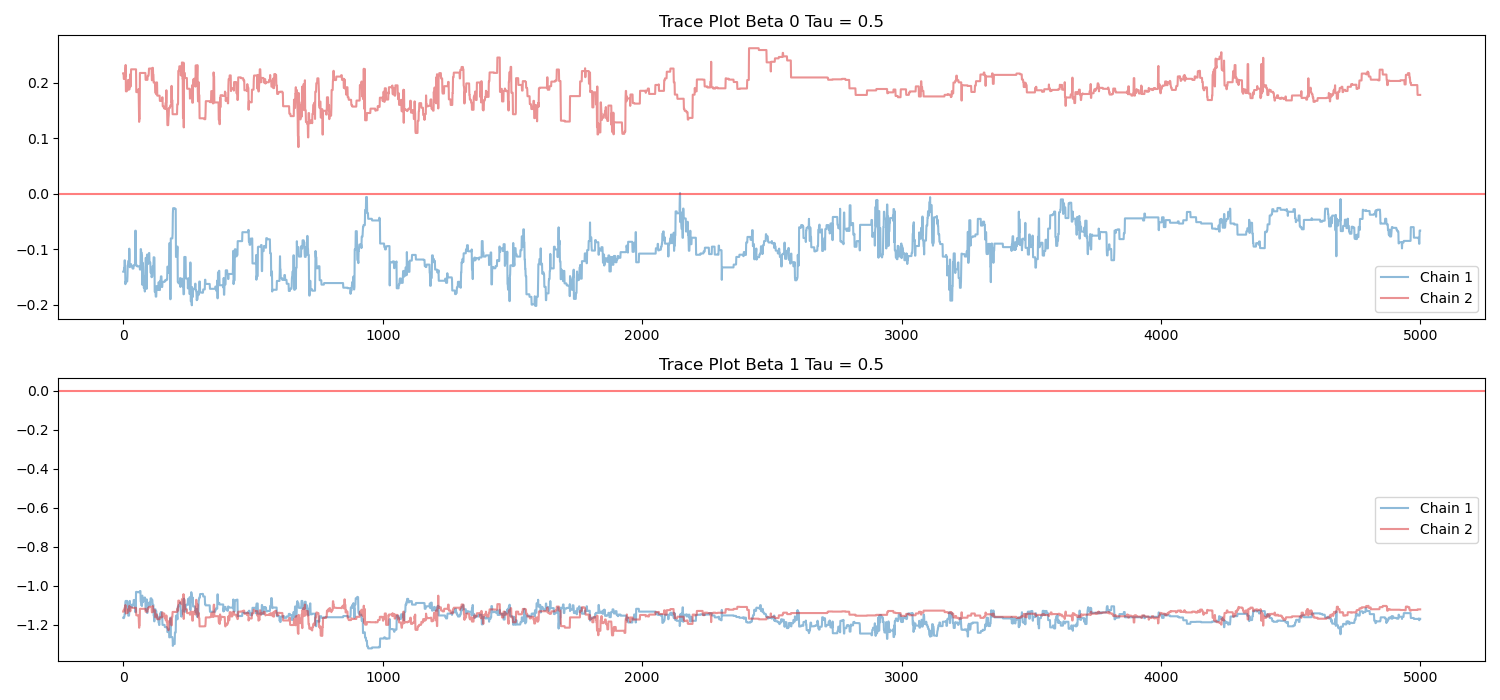 Trace Plot Beta 0 Tau = 0.5
0.2
0.1
0.0
−0.1
−0.2
Chain 1
Chain 2
0 1000 2000 3000 4000 5000
Trace Plot Beta 1 Tau = 0.5
0.0
−0.2
−0.4
−0.6
−0.8
−1.0
−1.2
Chain 1
Chain 2
0 1000 2000 3000 4000 5000